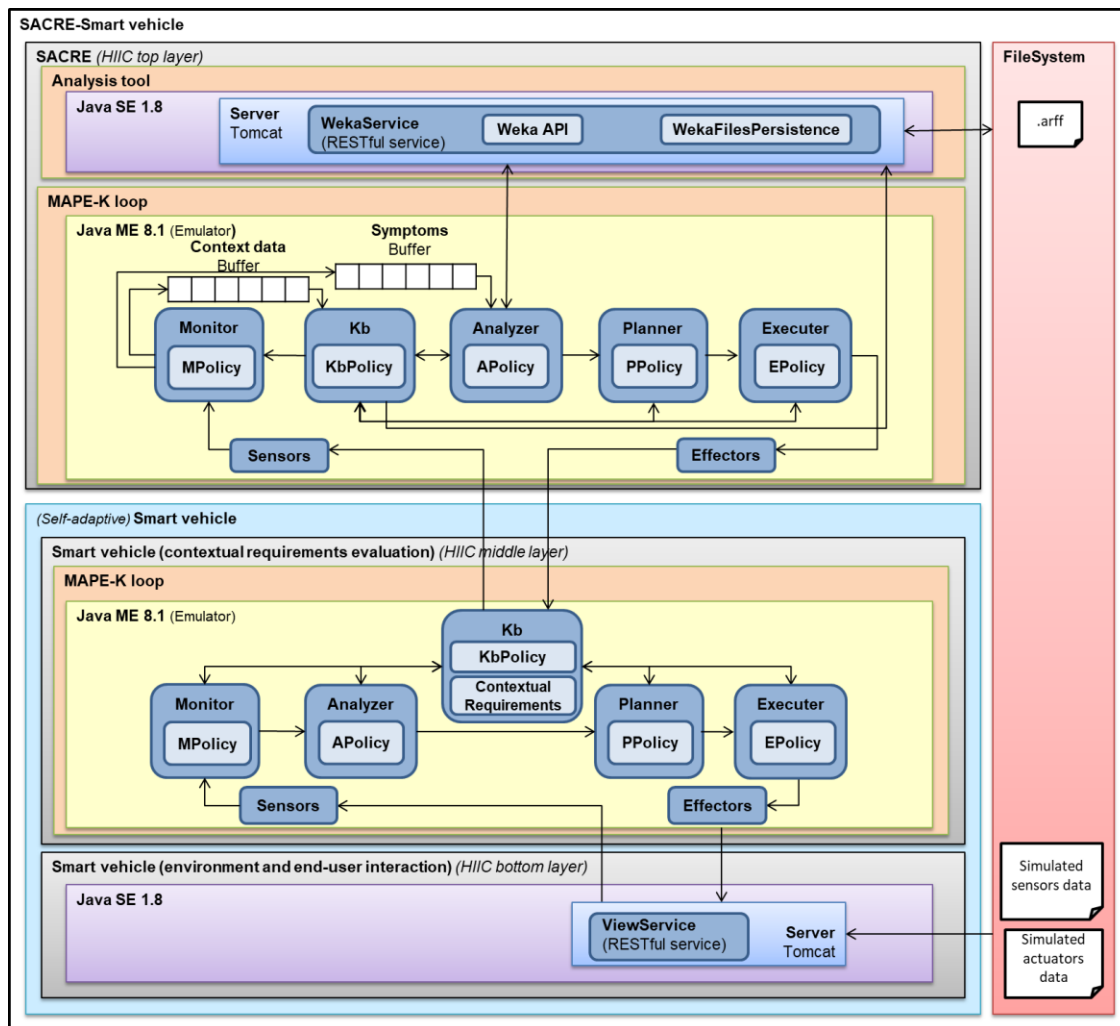 SACRE-Smart vehicle
SACRE (HIIC top layer)
FileSystem
Analysis tool
Java SE 1.8
Server
Tomcat
WekaService
(RESTful service)
Weka API
WekaFilesPersistence
.arff
MAPE-K loop
Java ME 8.1 (Emulator)
Context data
Buffer
Symptoms
Buffer
Monitor
MPolicy
Kb
KbPolicy
Analyzer
APolicy
Planner
PPolicy
Executer
EPolicy
Sensors
Effectors
(Self-adaptive) Smart vehicle
Smart vehicle (contextual requirements evaluation) (HIIC middle layer)
MAPE-K loop
Java ME 8.1 (Emulator)
Kb
KbPolicy
Contextual
Requirements
Monitor
MPolicy
Analyzer
APolicy
Planner
PPolicy
Executer
EPolicy
Sensors
Effectors
Smart vehicle (environment and end-user interaction) (HIIC bottom layer)
Java SE 1.8
ViewService
(RESTful service)
Server
Tomcat
Simulated
sensors data
Simulated
actuators
data